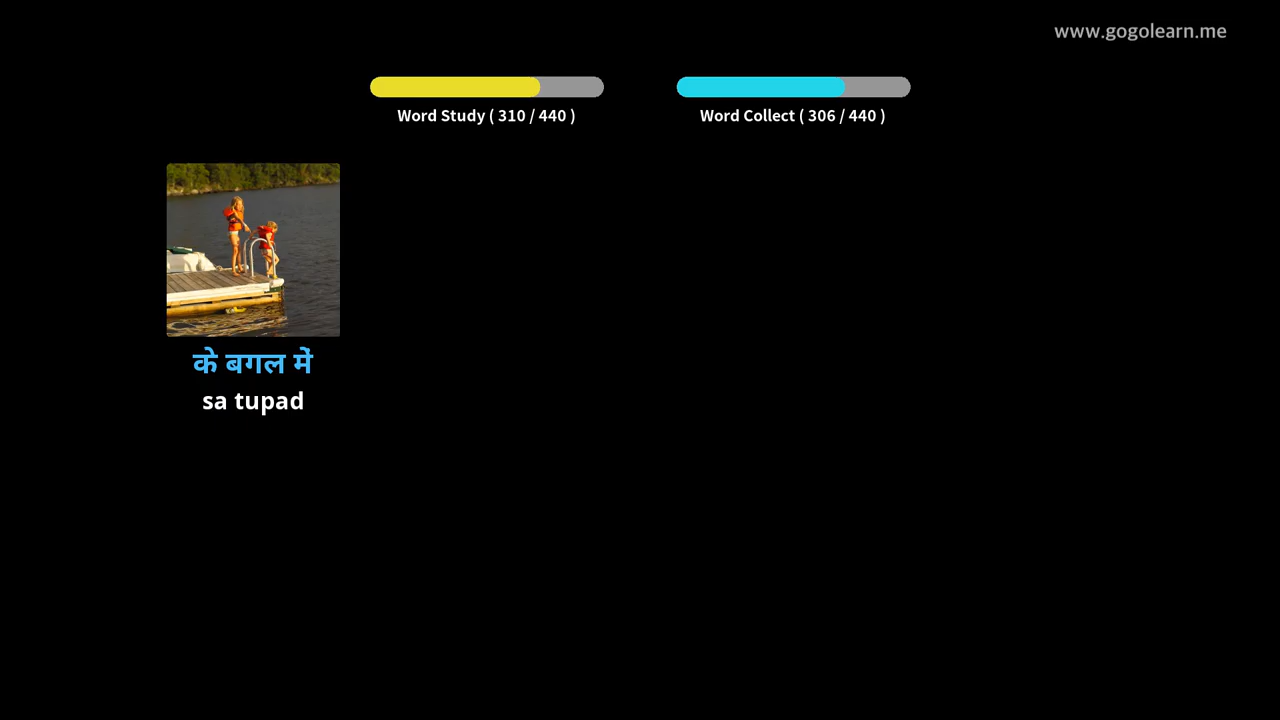 www.gogolearn.me
Word Study ( 310 / 440 )
Word Collect ( 306 / 440 )
के बगल में
sa tupad